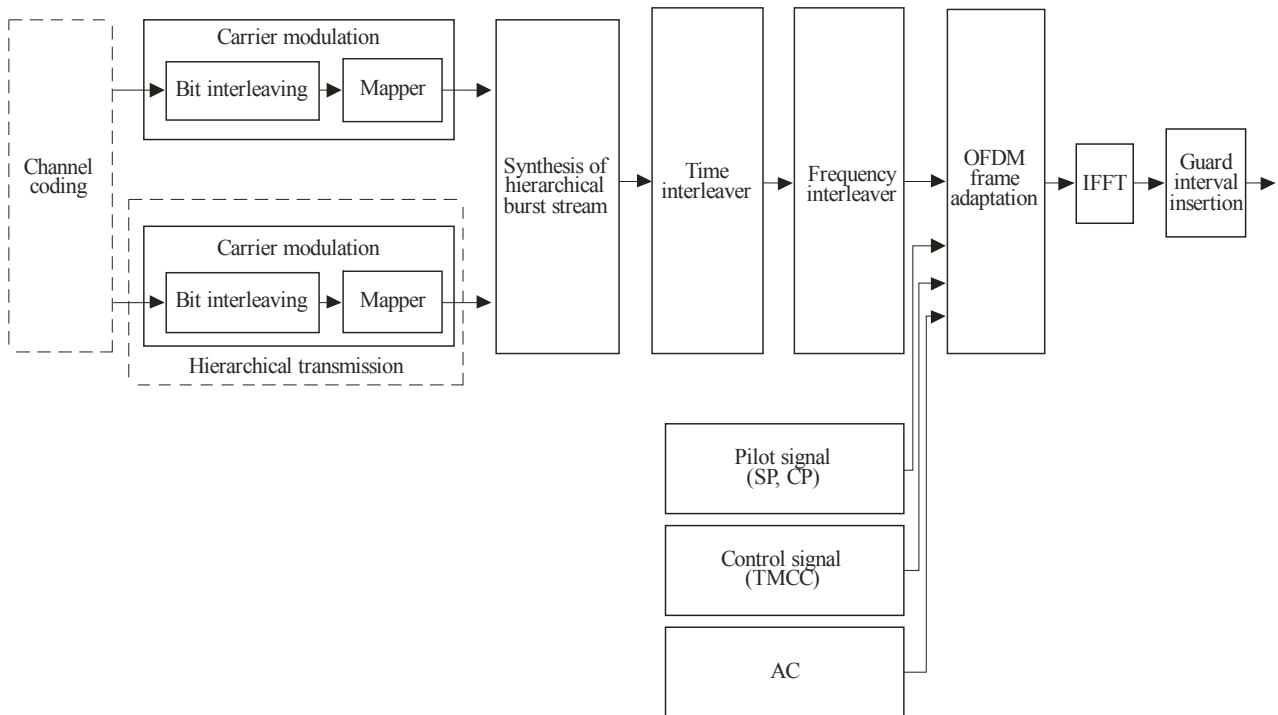 Channel
coding
Carrier modulation
Bit interleaving
Mapper
Carrier modulation
Bit interleaving
Mapper
Hierarchical transmission
Synthesis of
hierarchical
burst stream
Time
interleaver
Frequency
interleaver
OFDM
frame
adaptation
IFFT
Guard
interval
insertion
Pilot signal
(SP, CP)
Control signal
(TMCC)
AC